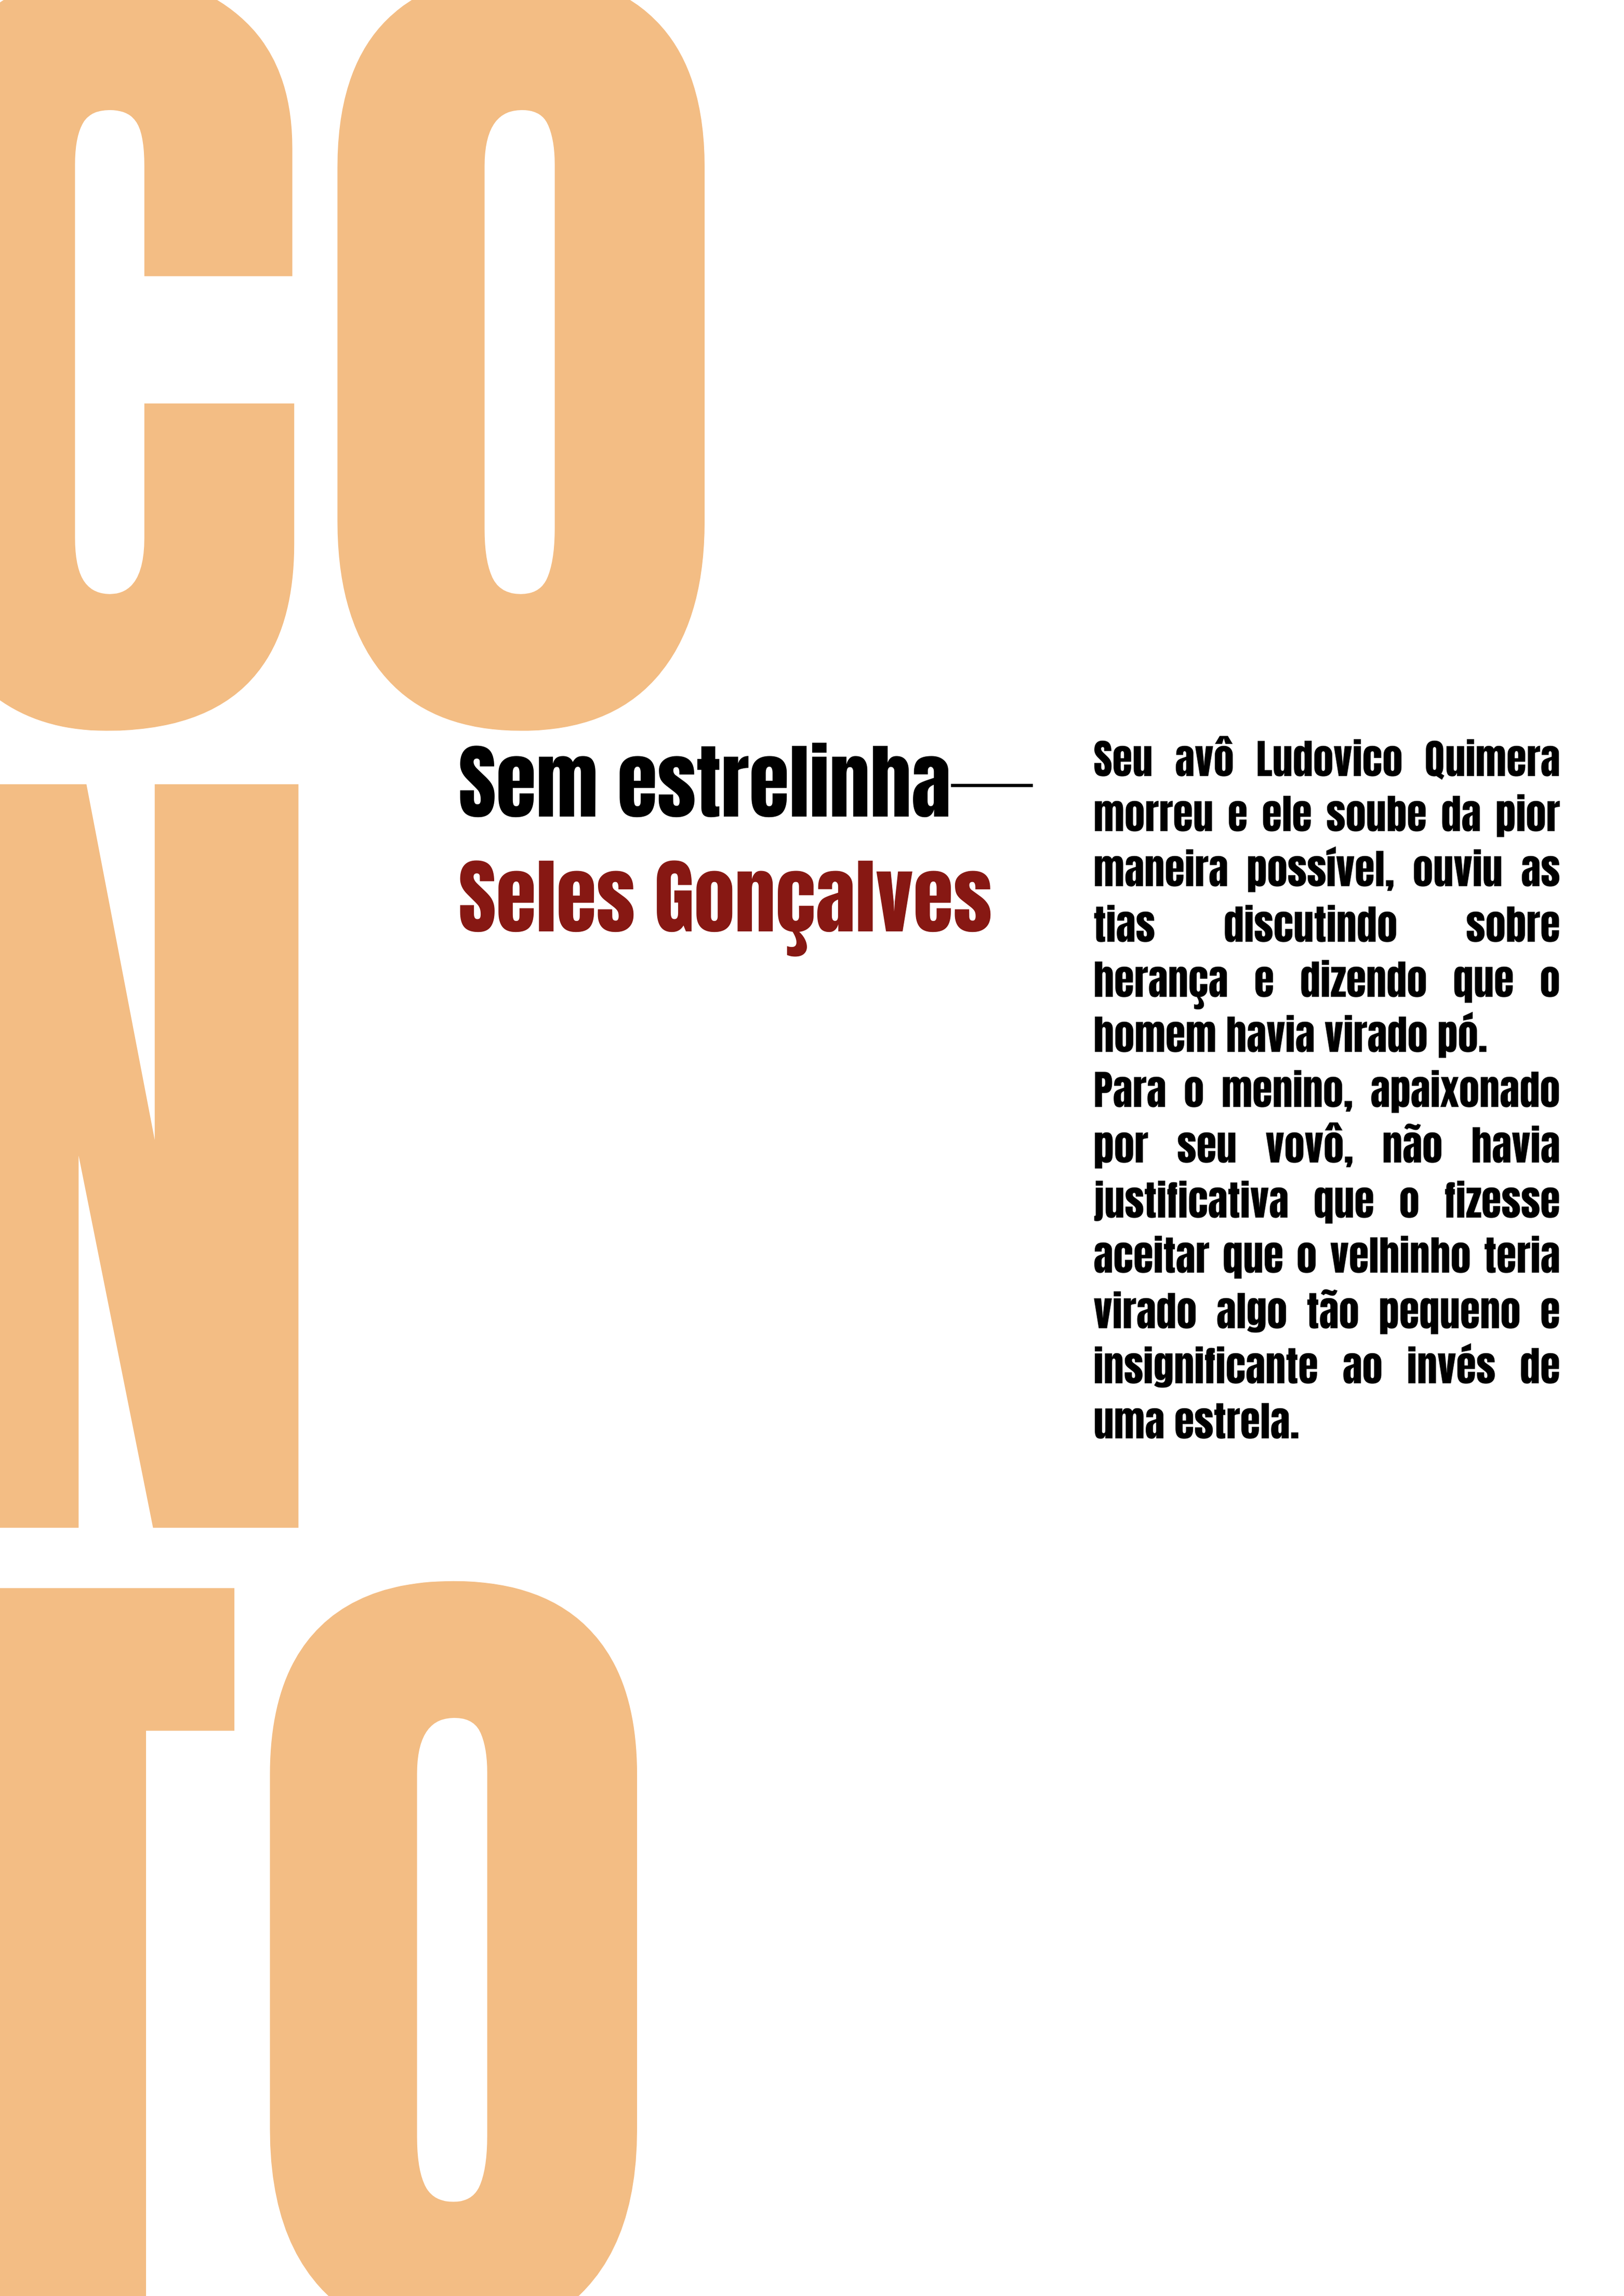 CO
N
TO
Sem estrelinha
Seles Gonçalves
Seu avô Ludovico Quimera
morreu e ele soube da pior
maneira possível, ouviu as
tias discutindo sobre
herança e dizendo que o
homem havia virado pó.
Para o menino, apaixonado
por seu vovô, não havia
justificativa que o fizesse
aceitar que o velhinho teria
virado algo tão pequeno e
insignificante ao invés de
uma estrela.